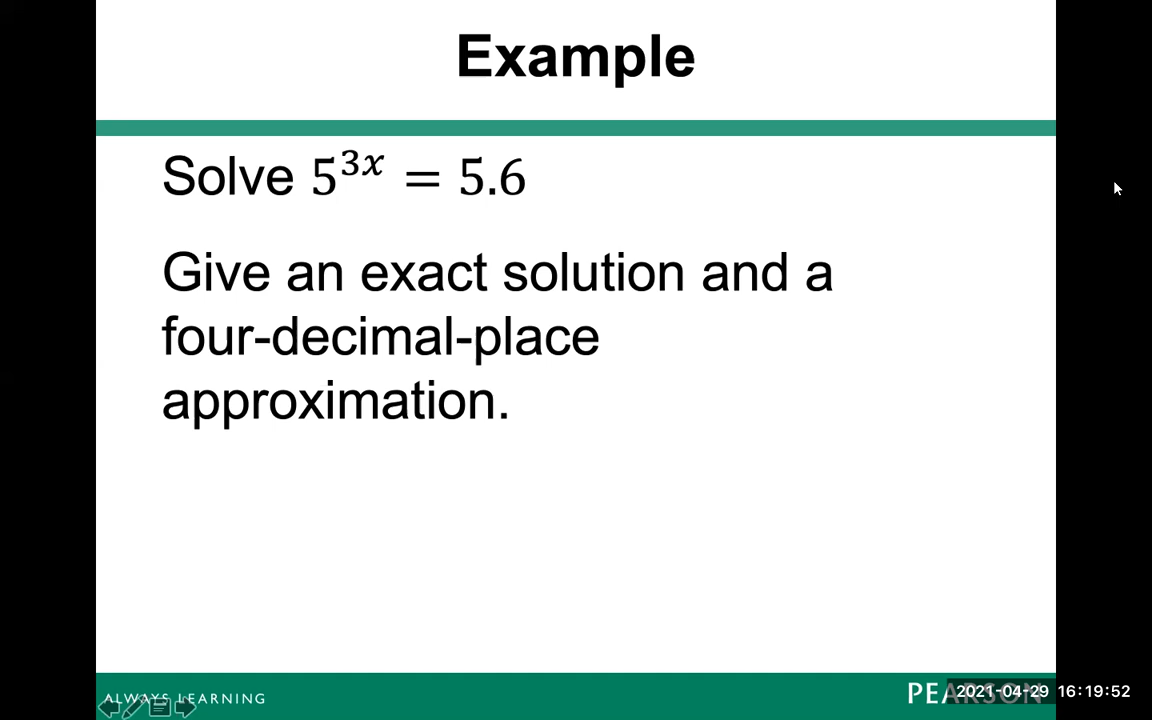 Example
Solve 5^{3x} = 5.6
Give an exact solution and a
four-decimal-place
approximation.
ALWAYS LEARNING
PEARSON
2021-04-29 16:19:52